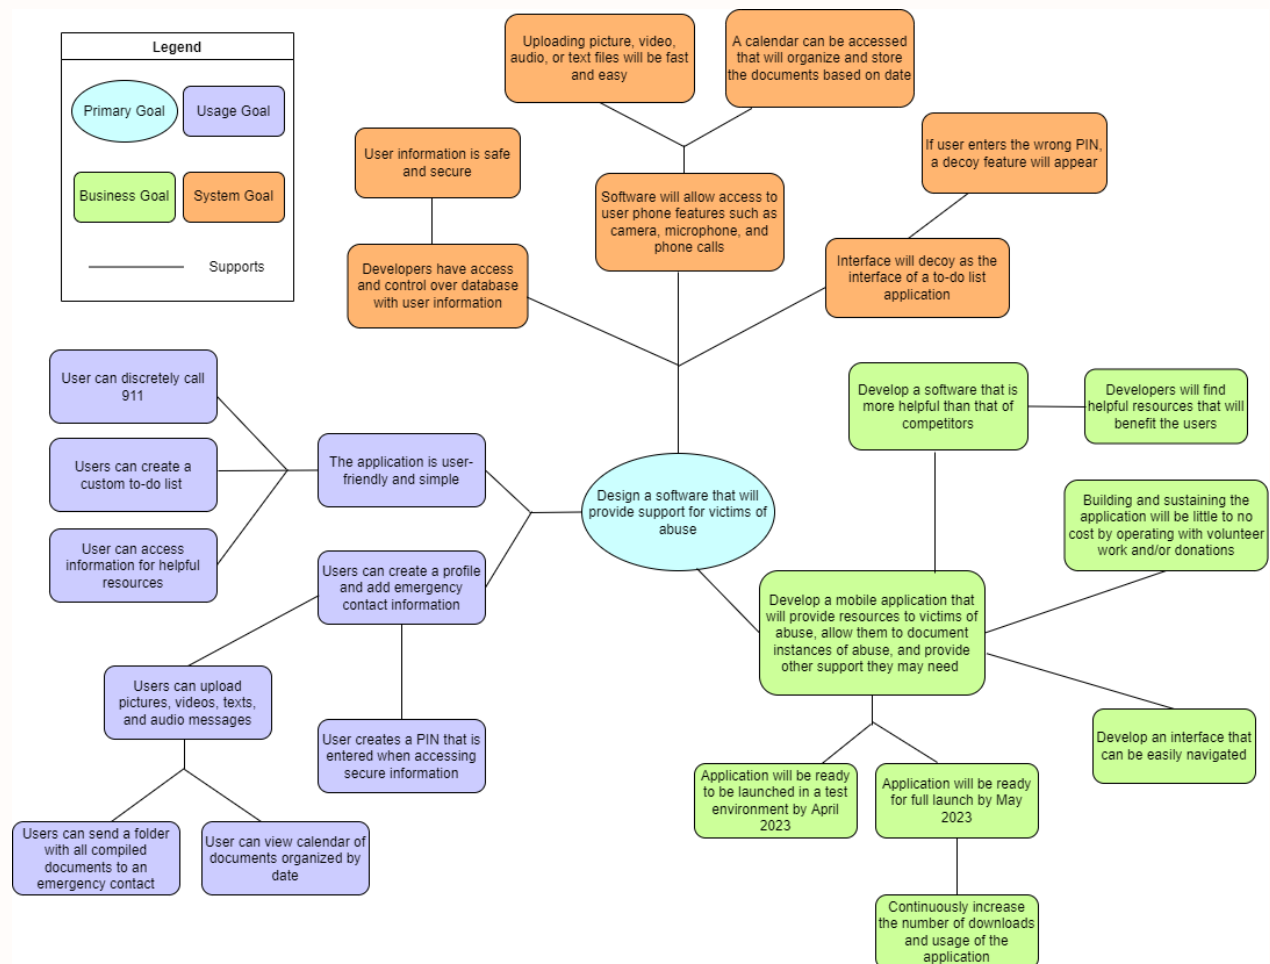 Legend
Primary Goal
Usage Goal
Business Goal
System Goal
Supports
Uploading picture, video,
audio, or text files will be fast
and easy
A calendar can be accessed
that will organize and store
the documents based on date
User information is safe
and secure
If user enters the wrong PIN,
a decoy feature will appear
Software will allow access to
user phone features such as
camera, microphone, and
phone calls
Developers have access
and control over database
with user information
Interface will decoy as the
interface of a to-do list
application
User can discretely call
911
Users can create a
custom to-do list
User can access
information for helpful
resources
The application is user-
friendly and simple
Users can create a profile
and add emergency
contact information
Users can upload
pictures, videos, texts,
and audio messages
User creates a PIN that is
entered when accessing
secure information
Users can send a folder
with all compiled
documents to an
emergency contact
User can view calendar of
documents organized by
date
Design a software that will
provide support for victims of
abuse
Develop a software that is
more helpful than that of
competitors
Developers will find
helpful resources that will
benefit the users
Building and sustaining the
application will be little to no
cost by operating with volunteer
work and/or donations
Develop a mobile application that
will provide resources to victims of
abuse, allow them to document
instances of abuse, and provide
other support they may need
Develop an interface that
can be easily navigated
Application will be ready
to be launched in a test
environment by April
2023
Application will be ready
for full launch by May
2023
Continuously increase
the number of downloads
and usage of the
application